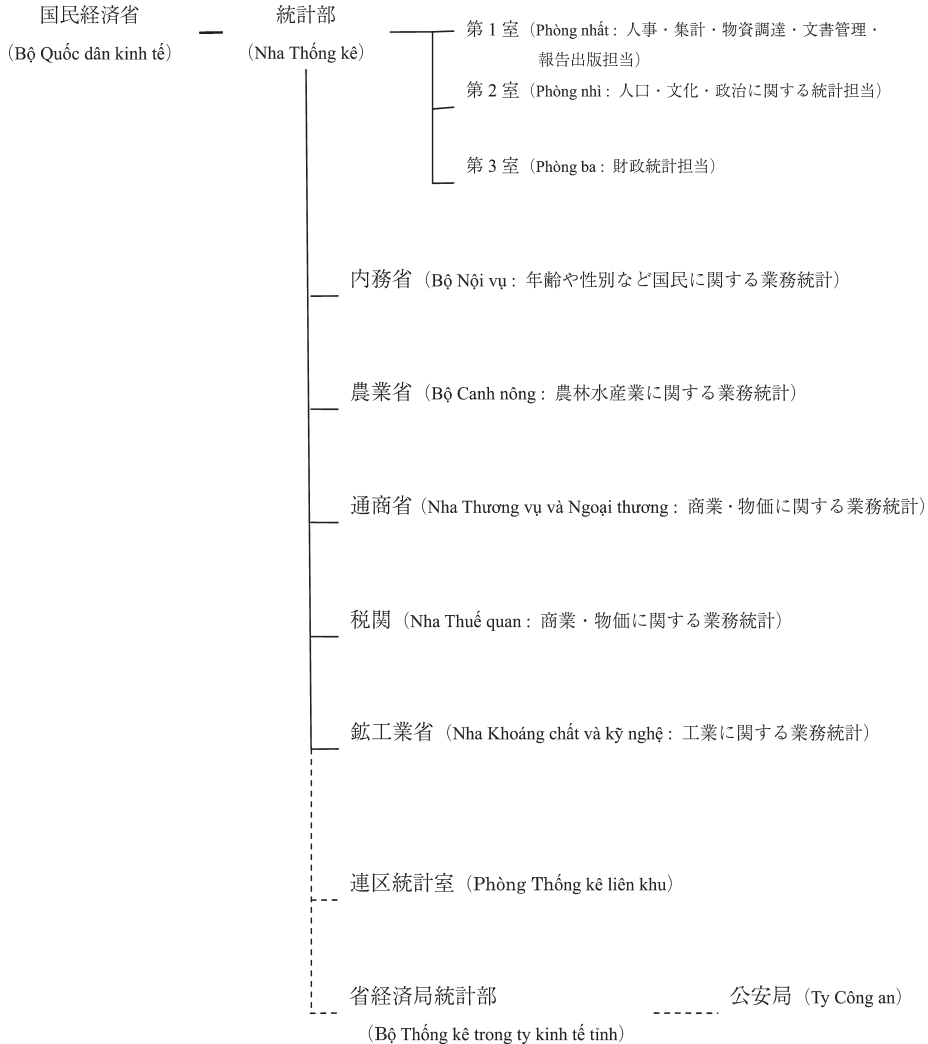 国民経済省
（Bộ Quốc dân kinh tế）
統計部
（Nha Thống kê）
第 1 室（Phòng nhất : 人事・集計・物資調達・文書管理・
報告出版担当）
第 2 室（Phòng nhì : 人口・文化・政治に関する統計担当）
第 3 室（Phòng ba : 財政統計担当）
内務省（Bộ Nội vụ : 年齢や性別など国民に関する業務統計）
農業省（Bộ Canh nông : 農林水産業に関する業務統計）
通商省（Nha Thương vụ và Ngoại thương : 商業・物価に関する業務統計）
税関（Nha Thuế quan : 商業・物価に関する業務統計）
鉱工業省（Nha Khoáng chất và kỹ nghệ : 工業に関する業務統計）
連区統計室（Phòng Thống kê liên khu）
省経済局統計部
（Bộ Thống kê trong ty kinh tế tỉnh）
公安局（Ty Công an）